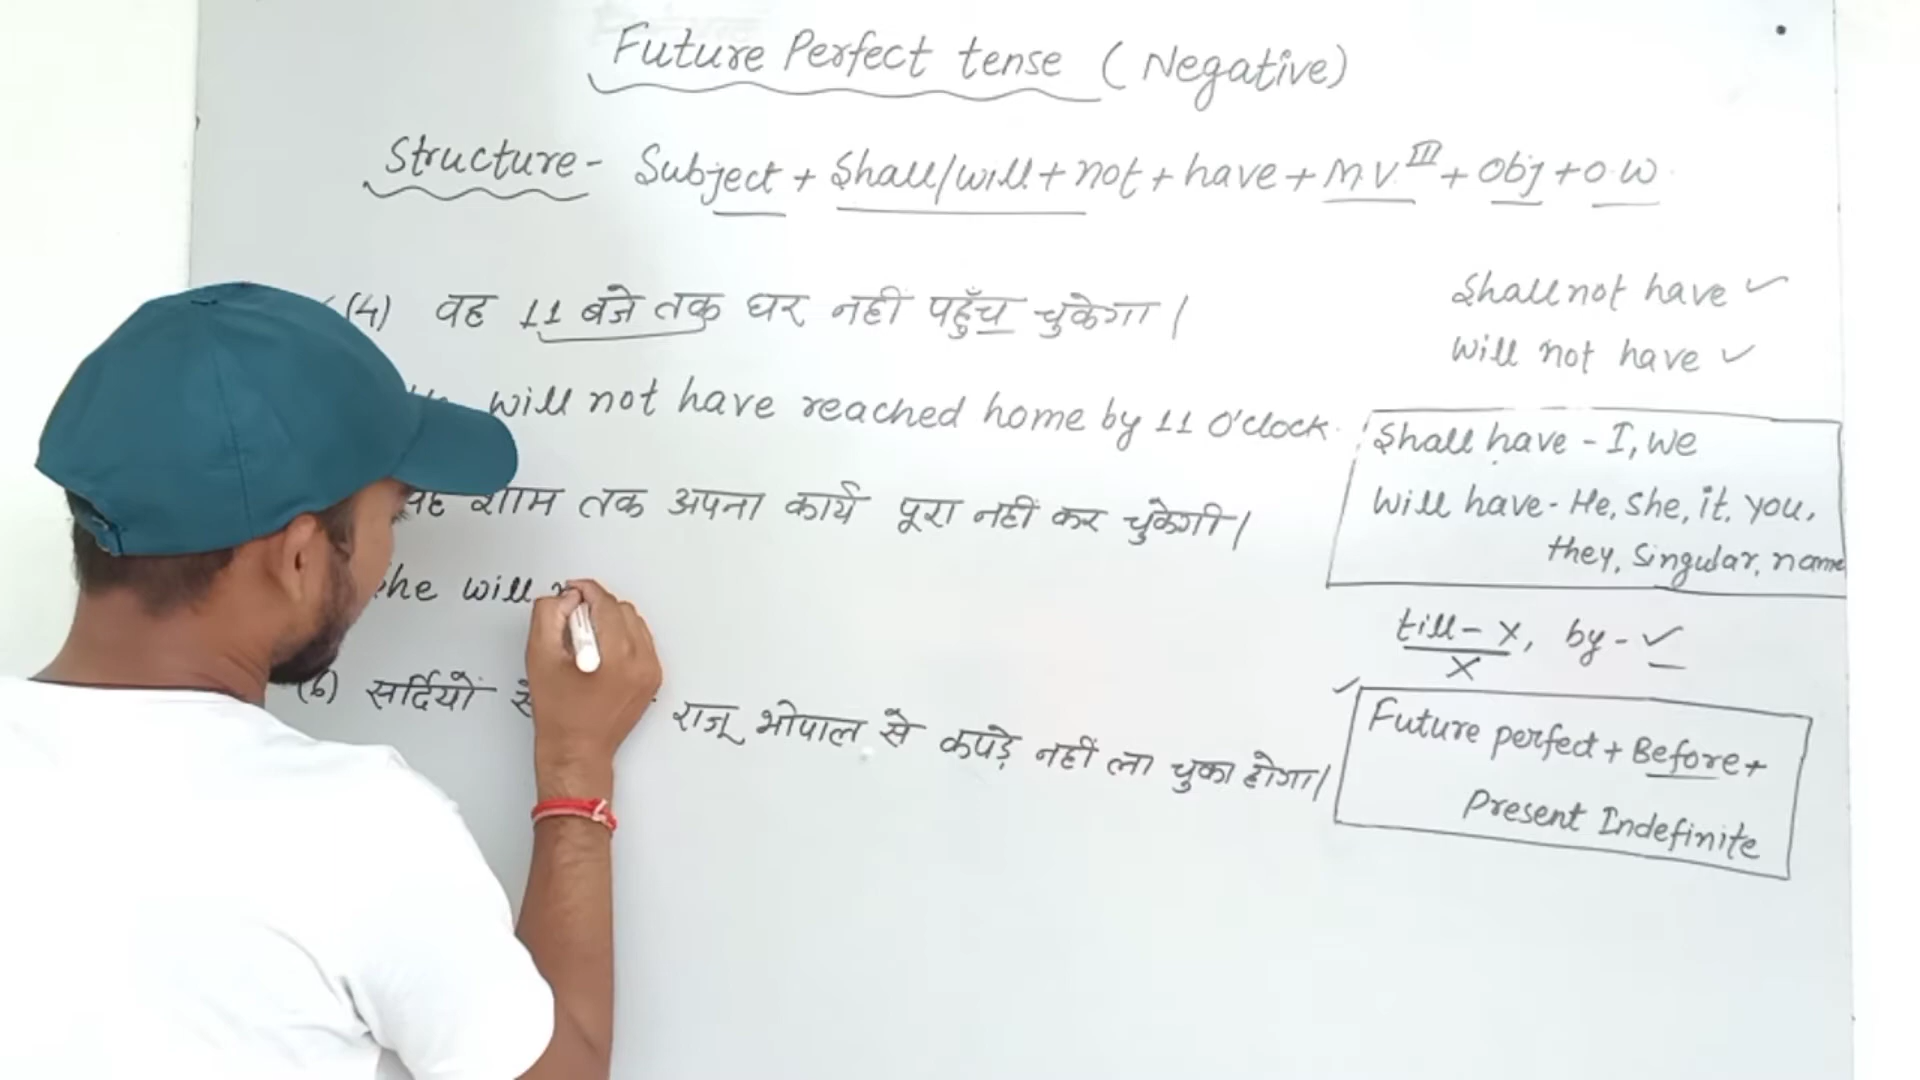 Future Perfect tense (Negative)
Structure - Subject + Shall/will + not + have + M.V. III + Obj + O.W.
(4) वह 11 बजे तक घर नहीं पहुँच चुकेगा।
will not have reached home by 11 O'clock.
वह शाम तक अपना कार्य पूरा नहीं कर चुकेगी।
She will
(6) सर्दियों राजू भोपाल से कपड़े नहीं ला चुका होगा।
Shall not have ✓
Will not have ✓
Shall have - I, We
Will have - He, She, it, you,
they, Singular, name
till - X, by - ✓
X
Future perfect + Before +
Present Indefinite